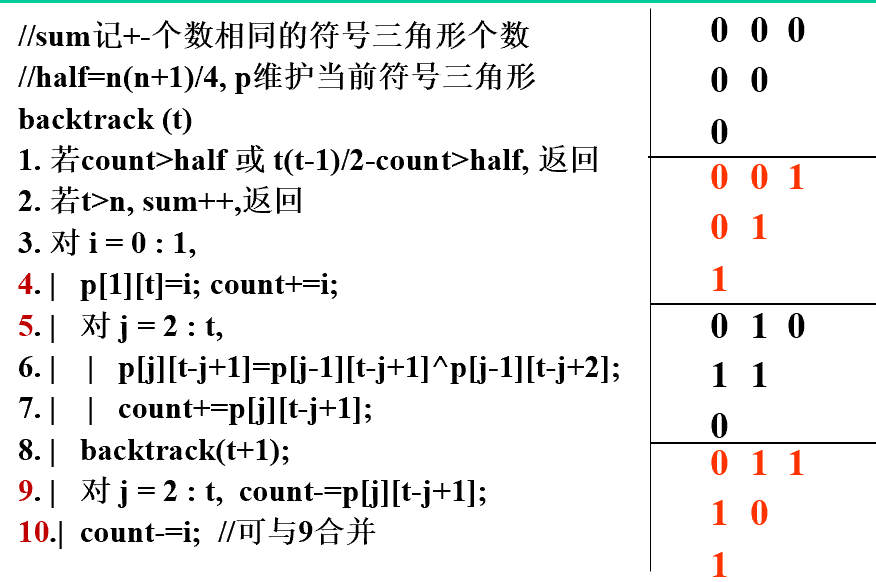 //sum记+-个数相同的符号三角形个数
//half=n(n+1)/4, p维护当前符号三角形
backtrack (t)
1. 若count>half 或 t(t-1)/2-count>half, 返回
2. 若t>n, sum++,返回
3. 对 i = 0 : 1,
4. | p[1][t]=i; count+=i;
5. | 对 j = 2 : t,
6. | | p[j][t-j+1]=p[j-1][t-j+1]^p[j-1][t-j+2];
7. | | count+=p[j][t-j+1];
8. | backtrack(t+1);
9. | 对 j = 2 : t, count-=p[j][t-j+1];
10.| count-=i; //可与9合并
0 0 0
0 0
0
0 0 1
0 1
1
0 1 0
1 1
0
0 1 1
1 0
1